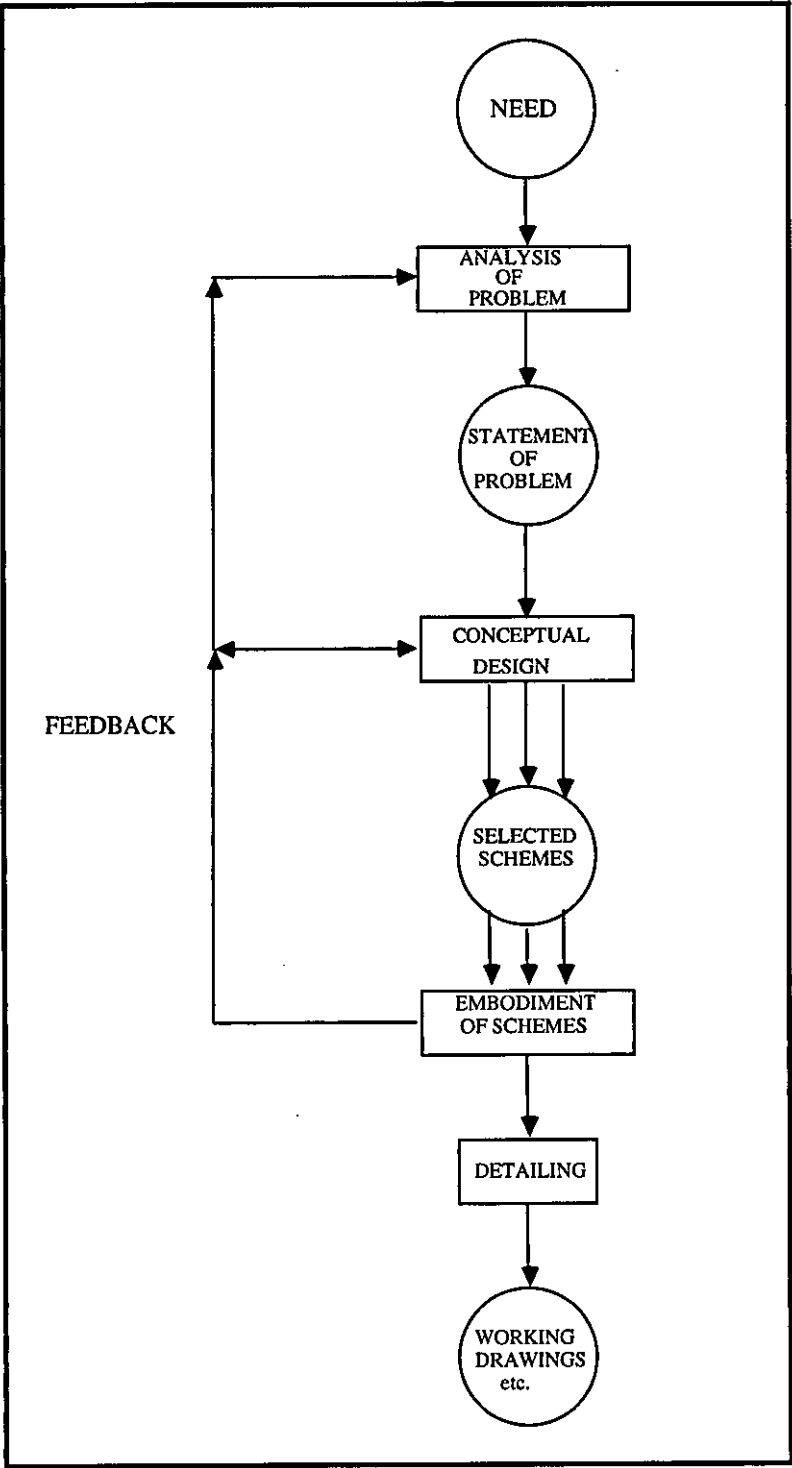 NEED
ANALYSIS
OF
PROBLEM
STATEMENT
OF
PROBLEM
CONCEPTUAL
DESIGN
FEEDBACK
SELECTED
SCHEMES
EMBODIMENT
OF SCHEMES
DETAILING
WORKING
DRAWINGS
etc.